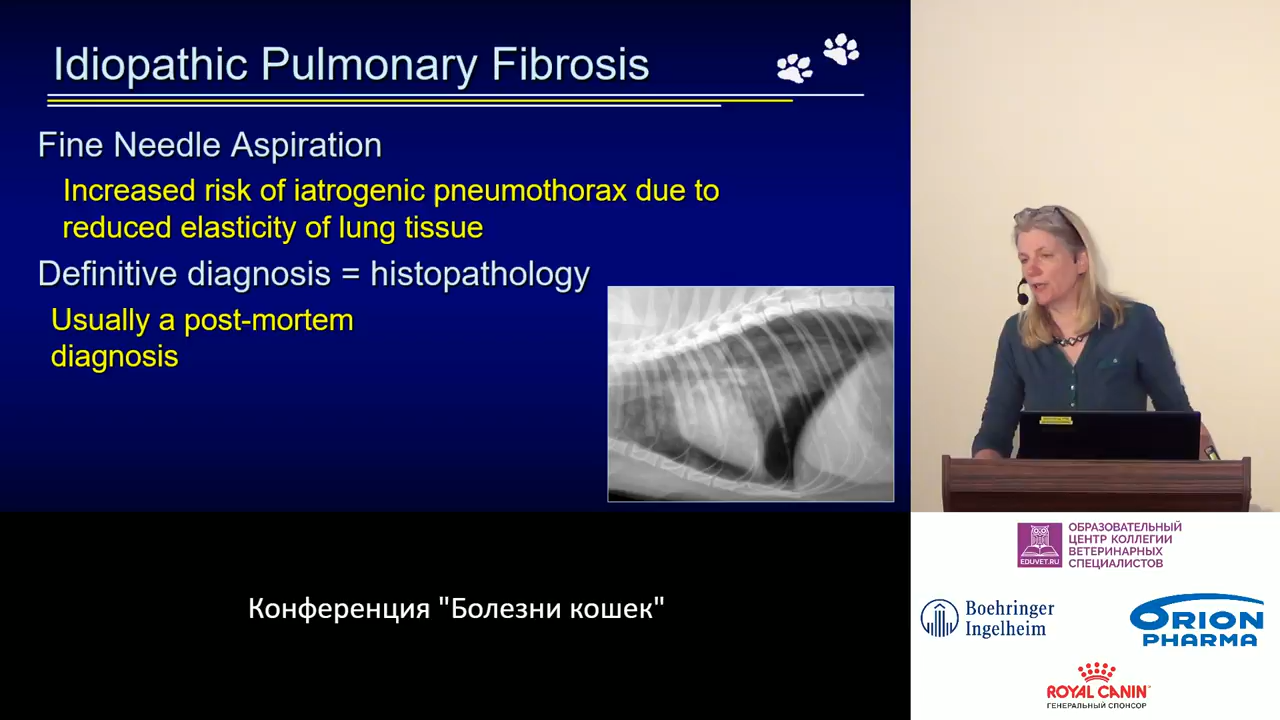 Idiopathic Pulmonary Fibrosis
Fine Needle Aspiration
Increased risk of iatrogenic pneumothorax due to
reduced elasticity of lung tissue
Definitive diagnosis = histopathology
Usually a post-mortem
diagnosis
Конференция "Болезни кошек"
EDUVET.RU
ОБРАЗОВАТЕЛЬНЫЙ
ЦЕНТР КОЛЛЕГИИ
ВЕТЕРИНАРНЫХ
СПЕЦИАЛИСТОВ
Boehringer
Ingelheim
ORION
PHARMA
ROYAL CANIN
ГЕНЕРАЛЬНЫЙ СПОНСОР